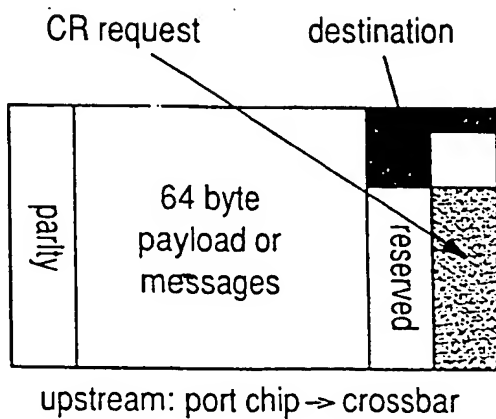 CR request
destination
parity
64 byte
payload or
messages
reserved
upstream: port chip → crossbar